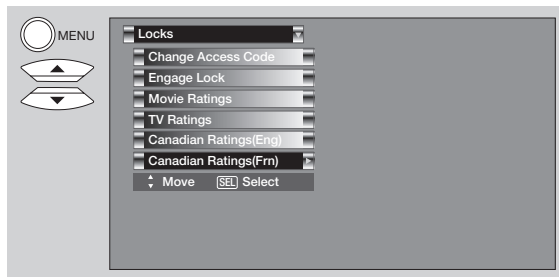 MENU
Locks
Change Access Code
Engage Lock
Movie Ratings
TV Ratings
Canadian Ratings(Eng)
Canadian Ratings(Frn)
Move SEL Select